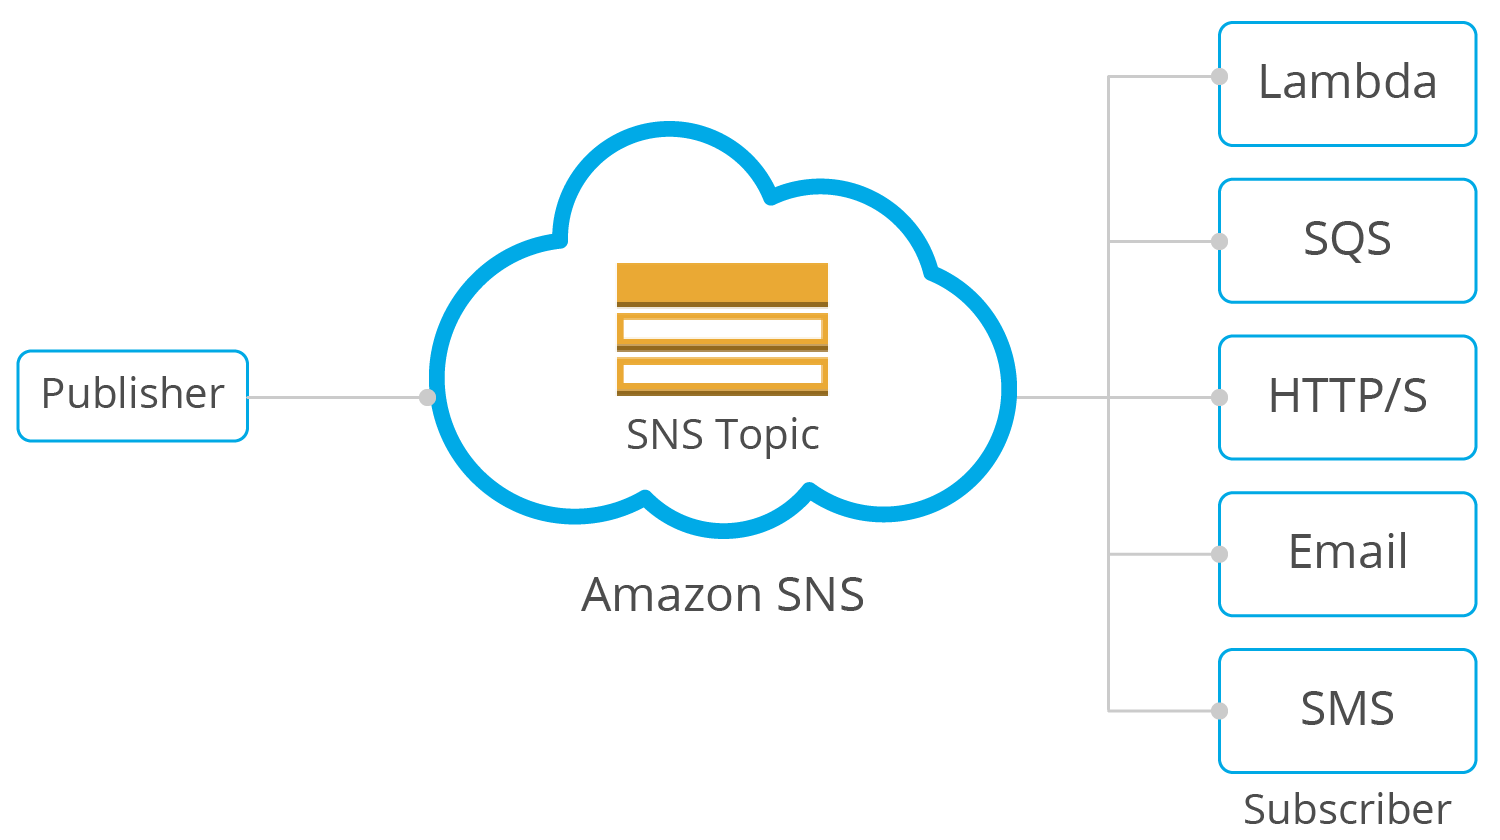 Publisher
SNS Topic
Amazon SNS
Lambda
SQS
HTTP/S
Email
SMS
Subscriber